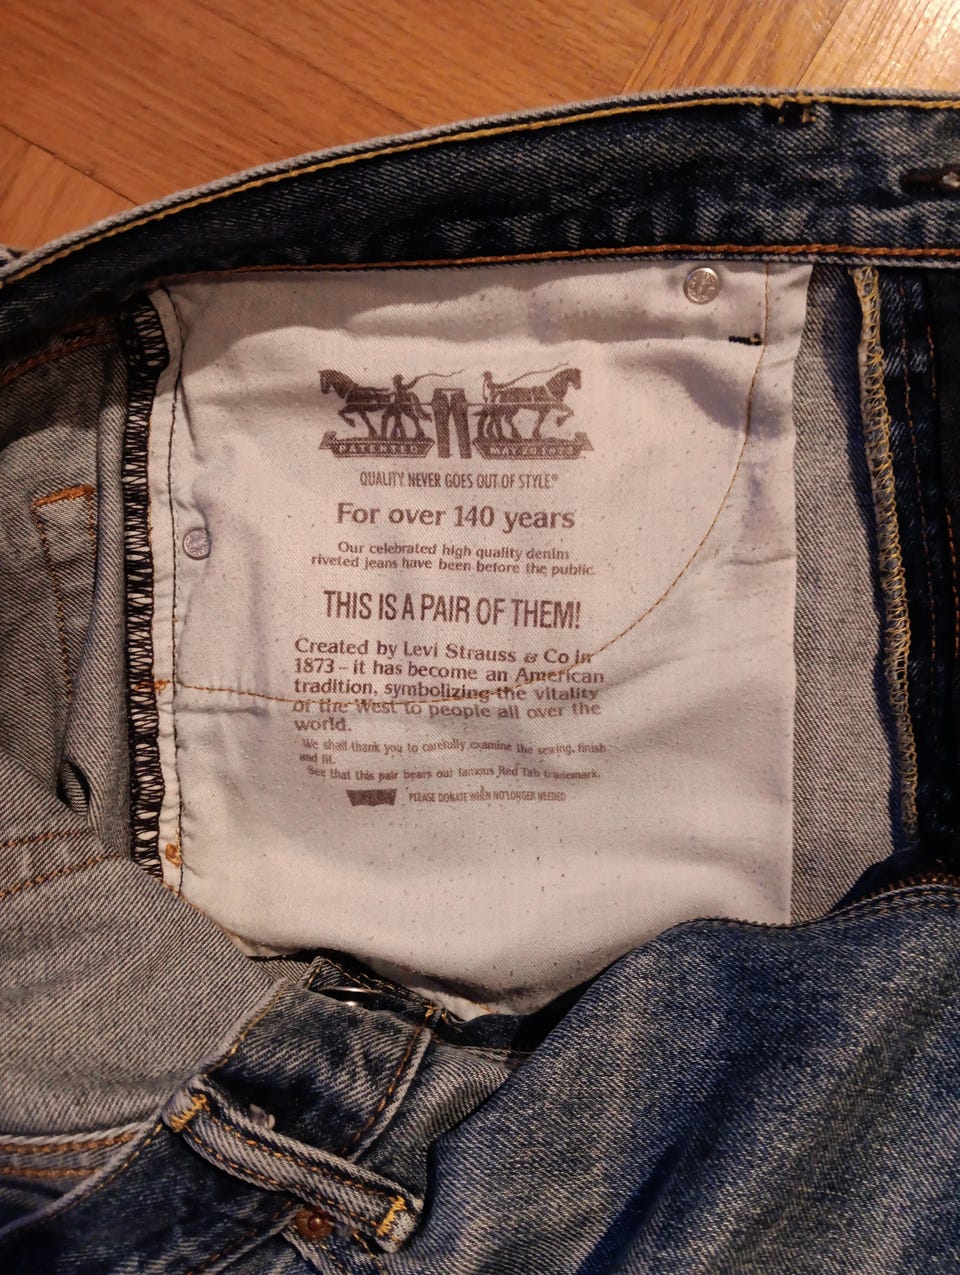 PATENTED MAY 20 1873
QUALITY NEVER GOES OUT OF STYLE®
For over 140 years
Our celebrated high quality denim
riveted jeans have been before the public.
THIS IS A PAIR OF THEM!
Created by Levi Strauss & Co in
1873 – it has become an American
tradition, symbolizing the vitality
of the West to people all over the
world.
We shall thank you to carefully examine the sewing, finish
and fit.
See that this pair bears our famous Red Tab trademark.
PLEASE DONATE WHEN NO LONGER NEEDED